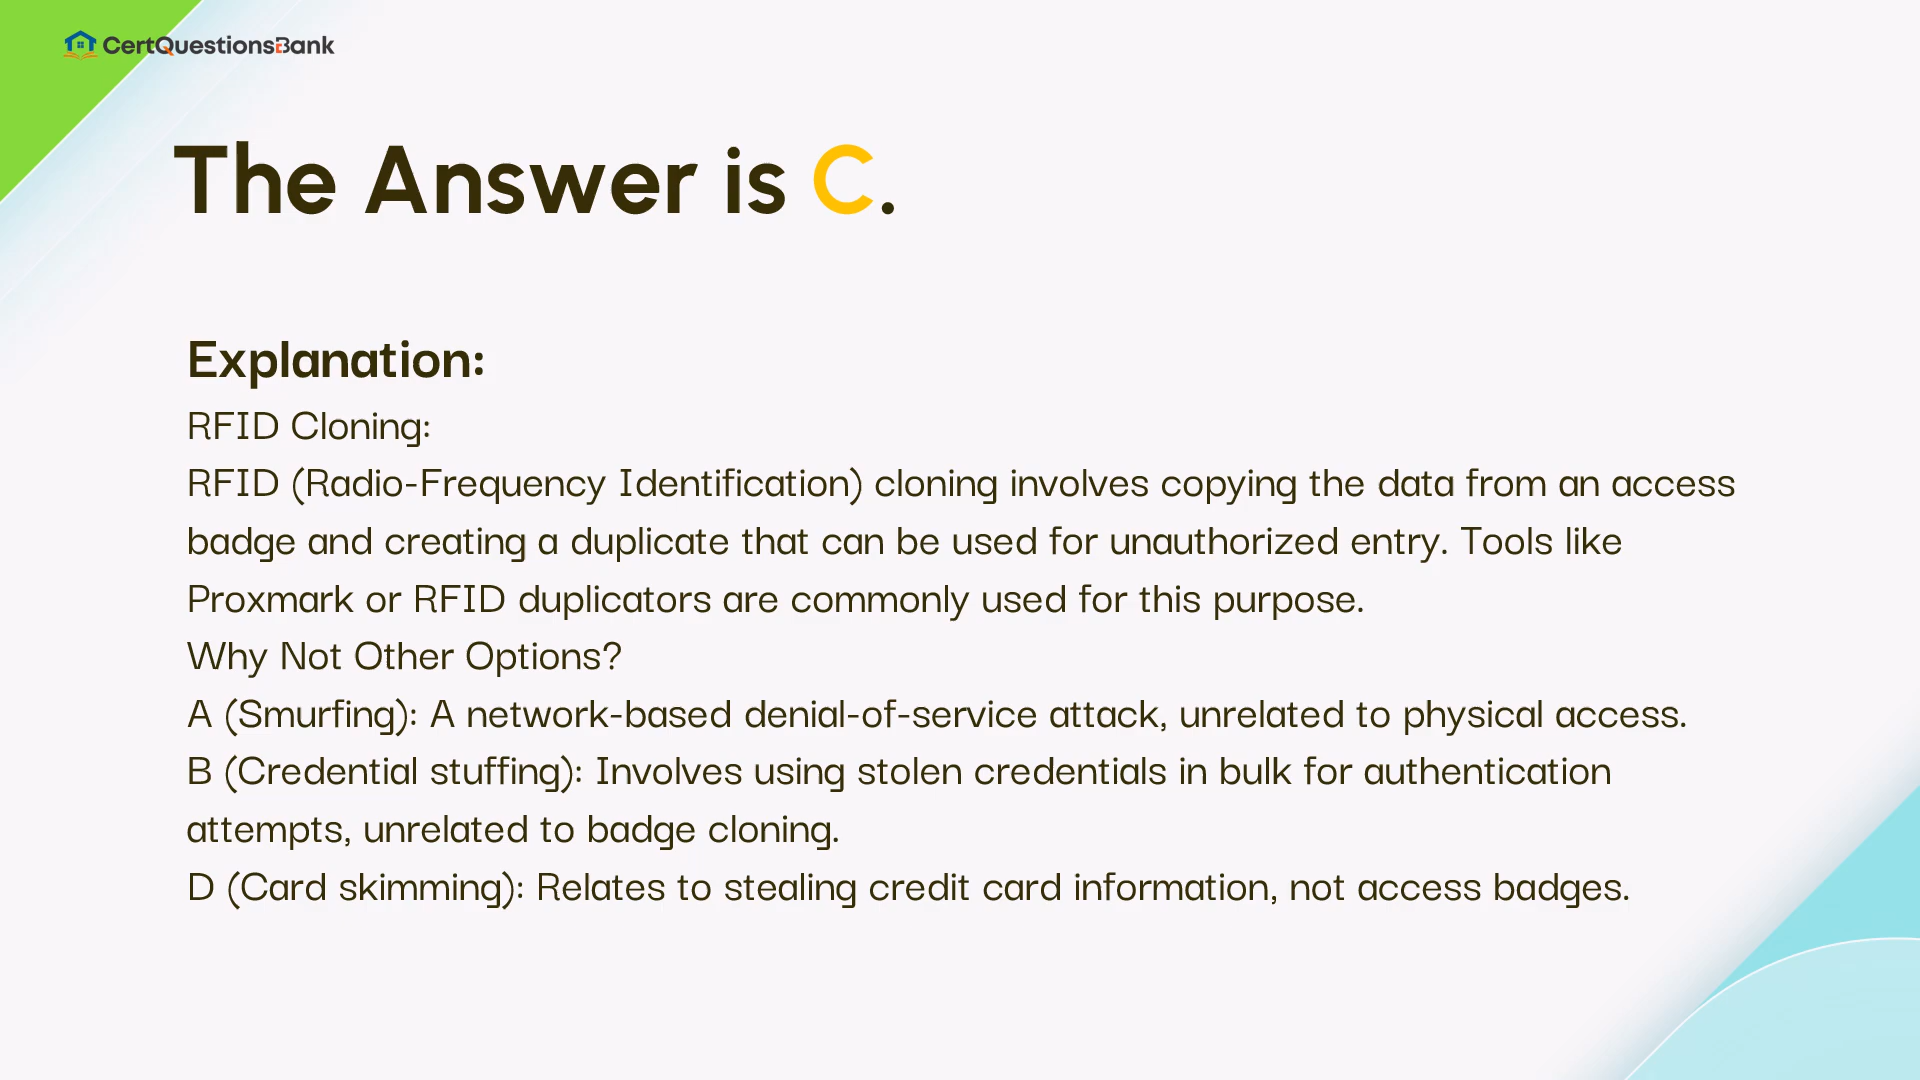 CertQuestionsBank
The Answer is C.
Explanation:
RFID Cloning:
RFID (Radio-Frequency Identification) cloning involves copying the data from an access
badge and creating a duplicate that can be used for unauthorized entry. Tools like
Proxmark or RFID duplicators are commonly used for this purpose.
Why Not Other Options?
A (Smurfing): A network-based denial-of-service attack, unrelated to physical access.
B (Credential stuffing): Involves using stolen credentials in bulk for authentication
attempts, unrelated to badge cloning.
D (Card skimming): Relates to stealing credit card information, not access badges.